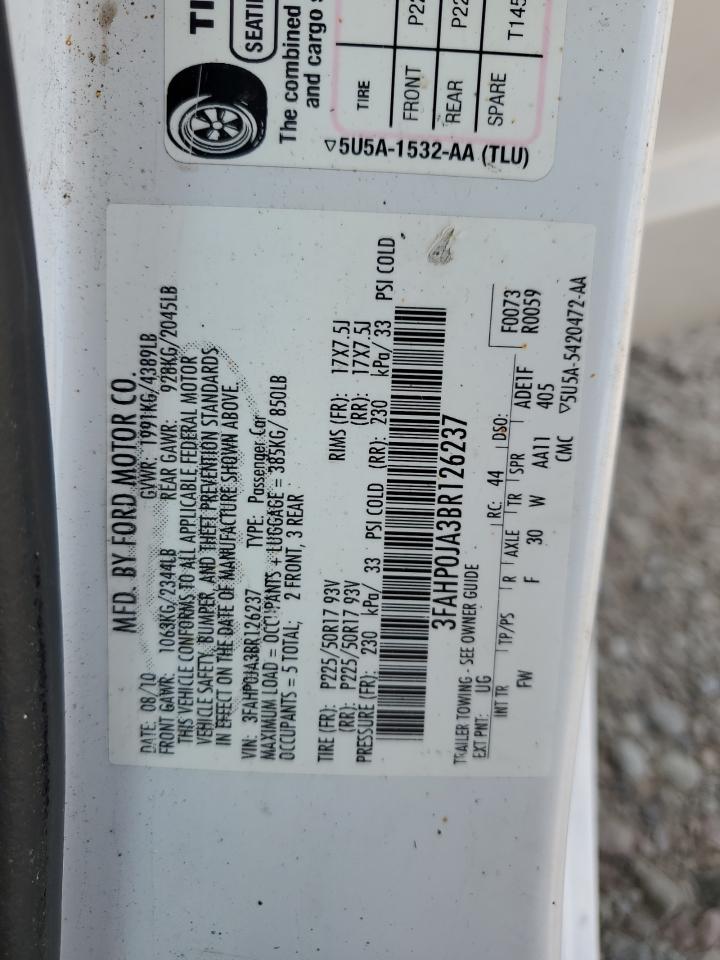 TI
SEATI
The combined
and cargo s
TIRE
FRONT P22
REAR P22
SPARE T145
▽5U5A-1532-AA (TLU)
MFD. BY FORD MOTOR CO.
DATE: 08/10 GVWR: 1991KG/4389LB
FRONT GAWR: 1063KG/2344LB REAR GAWR: 928KG/2045LB
THIS VEHICLE CONFORMS TO ALL APPLICABLE FEDERAL MOTOR
VEHICLE SAFETY, BUMPER, AND THEFT PREVENTION STANDARDS
IN EFFECT ON THE DATE OF MANUFACTURE SHOWN ABOVE.
VIN: 3FAHP0JA3BR126237 TYPE: Passenger Car
MAXIMUM LOAD = OCCUPANTS + LUGGAGE = 385KG/ 850LB
OCCUPANTS = 5 TOTAL; 2 FRONT, 3 REAR
TIRE (FR): P225/50R17 93V RIMS (FR): 17X7.5J
(RR): P225/50R17 93V (RR): 17X7.5J
PRESSURE (FR): 230 kPa/ 33 PSI COLD (RR): 230 kPa/ 33 PSI COLD
3FAHP0JA3BR126237
TRAILER TOWING - SEE OWNER GUIDE
EXT PNT: UG RC: 44 DSO: F0073
R0059
INT TR TP/PS R AXLE TR SPR ADE1F
FW F 30 W AA11 405
CMC ▽5U5A-5420472-AA